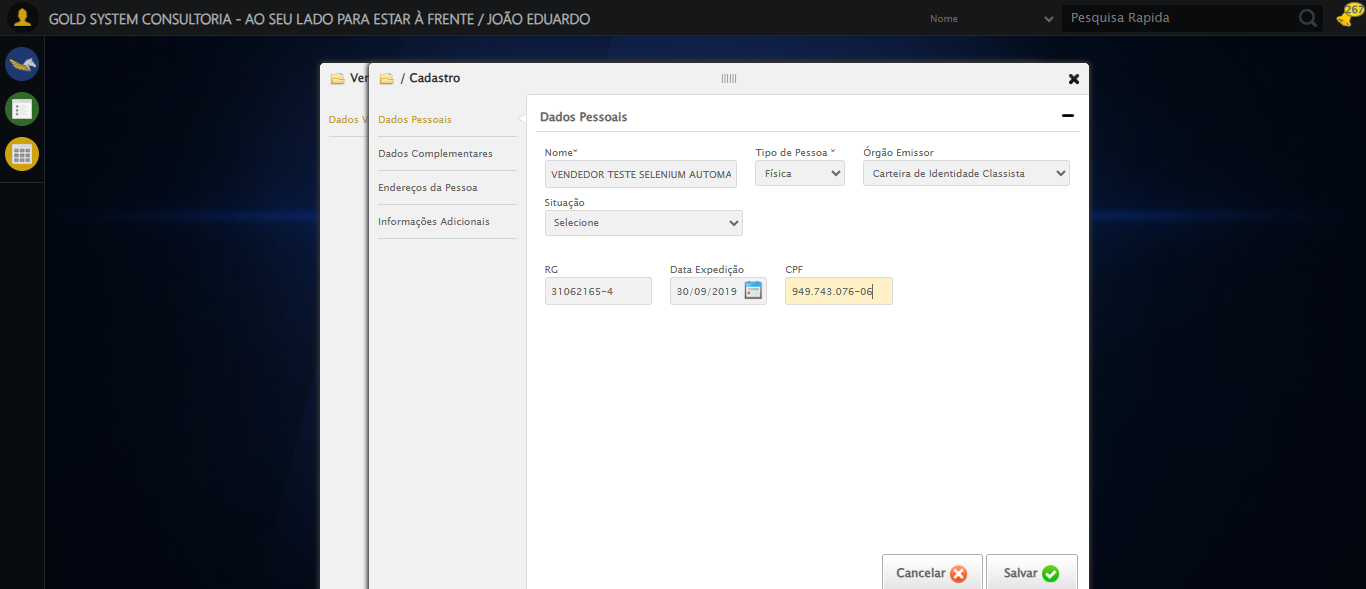 GOLD SYSTEM CONSULTORIA - AO SEU LADO PARA ESTAR À FRENTE / JOÃO EDUARDO
Nome
Pesquisa Rapida
267
Ver
/ Cadastro
Dados V
Dados Pessoais
Dados Complementares
Endereços da Pessoa
Informações Adicionais
Dados Pessoais
Nome* Tipo de Pessoa * Órgão Emissor
VENDEDOR TESTE SELENIUM AUTOMA Física Carteira de Identidade Classista
Situação
Selecione
RG Data Expedição CPF
31062165-4 30/09/2019 949.743.076-06
Cancelar Salvar